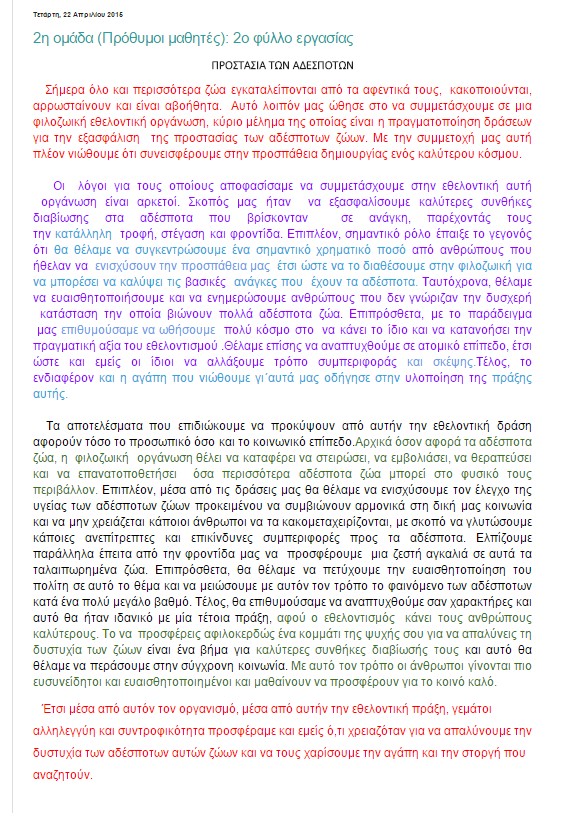 Τετάρτη, 22 Απριλίου 2015
2η ομάδα (Πρόθυμοι μαθητές): 2ο φύλλο εργασίας
ΠΡΟΣΤΑΣΙΑ ΤΩΝ ΑΔΕΣΠΟΤΩΝ
Σήμερα όλο και περισσότερα ζώα εγκαταλείπονται από τα αφεντικά τους, κακοποιούνται,
αρρωσταίνουν και είναι αβοήθητα. Αυτό λοιπόν μας ώθησε στο να συμμετάσχουμε σε μια
φιλοζωική εθελοντική οργάνωση, κύριο μέλημα της οποίας είναι η πραγματοποίηση δράσεων
για την εξασφάλιση της προστασίας των αδέσποτων ζώων. Με την συμμετοχή μας αυτή
πλέον νιώθουμε ότι συνεισφέρουμε στην προσπάθεια δημιουργίας ενός καλύτερου κόσμου.
Οι λόγοι για τους οποίους αποφασίσαμε να συμμετάσχουμε στην εθελοντική αυτή
οργάνωση είναι αρκετοί. Σκοπός μας ήταν να εξασφαλίσουμε καλύτερες συνθήκες
διαβίωσης στα αδέσποτα που βρίσκονταν σε ανάγκη, παρέχοντάς τους
την κατάλληλη τροφή, στέγαση και φροντίδα. Επιπλέον, σημαντικό ρόλο έπαιξε το γεγονός
ότι θα θέλαμε να συγκεντρώσουμε ένα σημαντικό χρηματικό ποσό από ανθρώπους που
ήθελαν να ενισχύσουν την προσπάθεια μας έτσι ώστε να το διαθέσουμε στην φιλοζωική για
να μπορέσει να καλύψει τις βασικές ανάγκες που έχουν τα αδέσποτα. Ταυτόχρονα, θέλαμε
να ευαισθητοποιήσουμε και να ενημερώσουμε ανθρώπους που δεν γνώριζαν την δυσχερή
κατάσταση την οποία βιώνουν πολλά αδέσποτα ζώα. Επιπρόσθετα, με το παράδειγμα
μας επιθυμούσαμε να ωθήσουμε πολύ κόσμο στο να κάνει το ίδιο και να κατανοήσει την
πραγματική αξία του εθελοντισμού .Θέλαμε επίσης να αναπτυχθούμε σε ατομικό επίπεδο, έτσι
ώστε και εμείς οι ίδιοι να αλλάξουμε τρόπο συμπεριφοράς και σκέψης.Τέλος, το
ενδιαφέρον και η αγάπη που νιώθουμε γι΄αυτά μας οδήγησε στην υλοποίηση της πράξης
αυτής.
Τα αποτελέσματα που επιδιώκουμε να προκύψουν από αυτήν την εθελοντική δράση
αφορούν τόσο το προσωπικό όσο και το κοινωνικό επίπεδο.Αρχικά όσον αφορά τα αδέσποτα
ζώα, η φιλοζωική οργάνωση θέλει να καταφέρει να στειρώσει, να εμβολιάσει, να θεραπεύσει
και να επανατοποθετήσει όσα περισσότερα αδέσποτα ζώα μπορεί στο φυσικό τους
περιβάλλον. Επιπλέον, μέσα από τις δράσεις μας θα θέλαμε να ενισχύσουμε τον έλεγχο της
υγείας των αδέσποτων ζώων προκειμένου να συμβιώνουν αρμονικά στη δική μας κοινωνία
και να μην χρειάζεται κάποιοι άνθρωποι να τα κακομεταχειρίζονται, με σκοπό να γλυτώσουμε
κάποιες ανεπίτρεπτες και επικίνδυνες συμπεριφορές προς τα αδέσποτα. Ελπίζουμε
παράλληλα έπειτα από την φροντίδα μας να προσφέρουμε μια ζεστή αγκαλιά σε αυτά τα
ταλαιπωρημένα ζώα. Επιπρόσθετα, θα θέλαμε να πετύχουμε την ευαισθητοποίηση του
πολίτη σε αυτό το θέμα και να μειώσουμε με αυτόν τον τρόπο το φαινόμενο των αδέσποτων
κατά ένα πολύ μεγάλο βαθμό. Τέλος, θα επιθυμούσαμε να αναπτυχθούμε σαν χαρακτήρες και
αυτό θα ήταν ιδανικό με μία τέτοια πράξη, αφού ο εθελοντισμός κάνει τους ανθρώπους
καλύτερους. Το να προσφέρεις αφιλοκερδώς ένα κομμάτι της ψυχής σου για να απαλύνεις τη
δυστυχία των ζώων είναι ένα βήμα για καλύτερες συνθήκες διαβίωσής τους και αυτό θα
θέλαμε να περάσουμε στην σύγχρονη κοινωνία. Με αυτό τον τρόπο οι άνθρωποι γίνονται πιο
ευσυνείδητοι και ευαισθητοποιημένοι και μαθαίνουν να προσφέρουν για το κοινό καλό.
Έτσι μέσα από αυτόν τον οργανισμό, μέσα από αυτήν την εθελοντική πράξη, γεμάτοι
αλληλεγγύη και συντροφικότητα προσφέραμε και εμείς ό,τι χρειαζόταν για να απαλύνουμε την
δυστυχία των αδέσποτων αυτών ζώων και να τους χαρίσουμε την αγάπη και την στοργή που
αναζητούν.